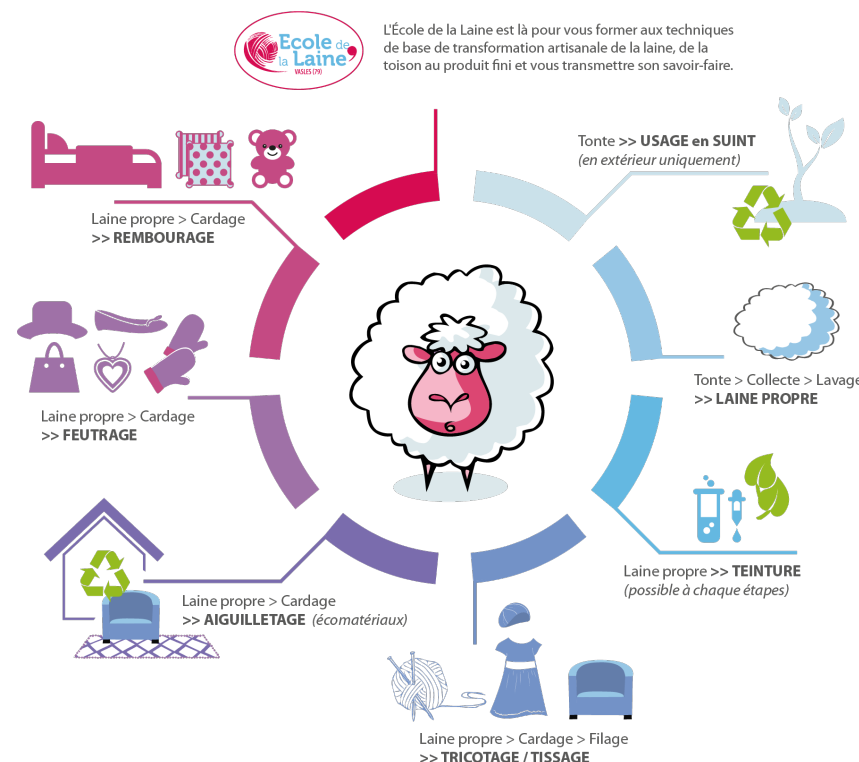 Ecole de
la Laine
VASLES (79)
L'École de la Laine est là pour vous former aux techniques
de base de transformation artisanale de la laine, de la
toison au produit fini et vous transmettre son savoir-faire.
Tonte >> USAGE en SUINT
(en extérieur uniquement)
Laine propre > Cardage
>> REMBOURAGE
Tonte > Collecte > Lavage
>> LAINE PROPRE
Laine propre > Cardage
>> FEUTRAGE
Laine propre >> TEINTURE
(possible à chaque étapes)
Laine propre > Cardage
>> AIGUILLETAGE (écomatériaux)
Laine propre > Cardage > Filage
>> TRICOTAGE / TISSAGE